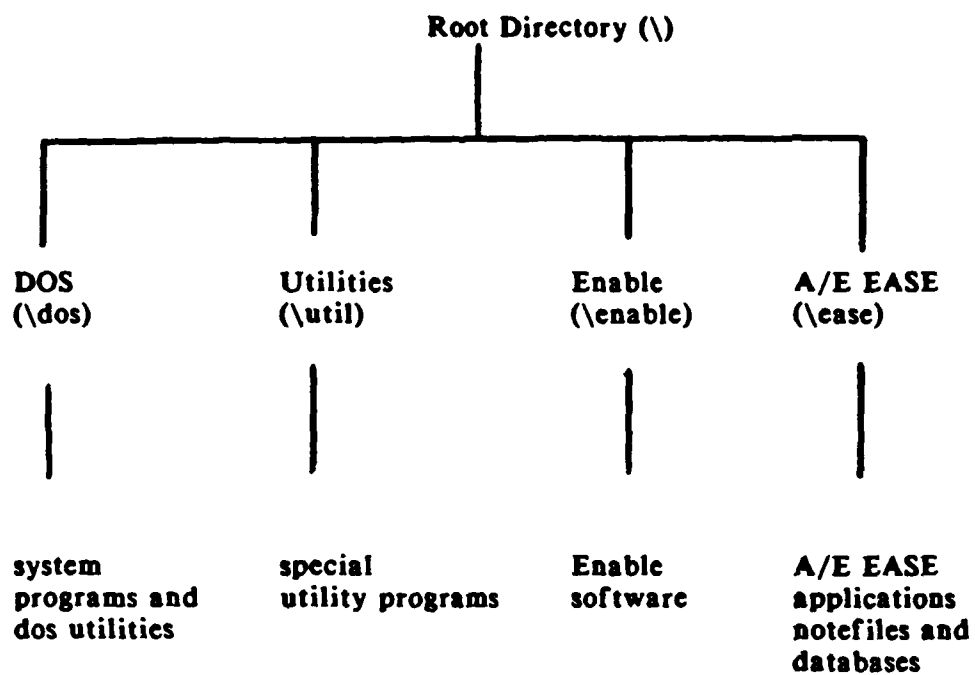 Root Directory (\)
DOS
(\dos)
Utilities
(\util)
Enable
(\enable)
A/E EASE
(\ease)
system
programs and
dos utilities
special
utility programs
Enable
software
A/E EASE
applications
notefiles and
databases